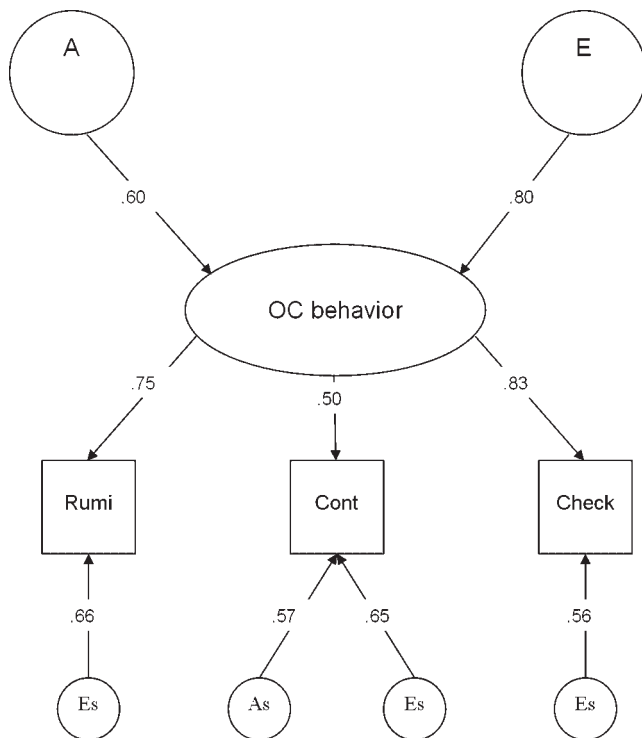 A E
.60 .80
OC behavior
.75 .50 .83
Rumi Cont Check
.66 .57 .65 .56
Es As Es Es